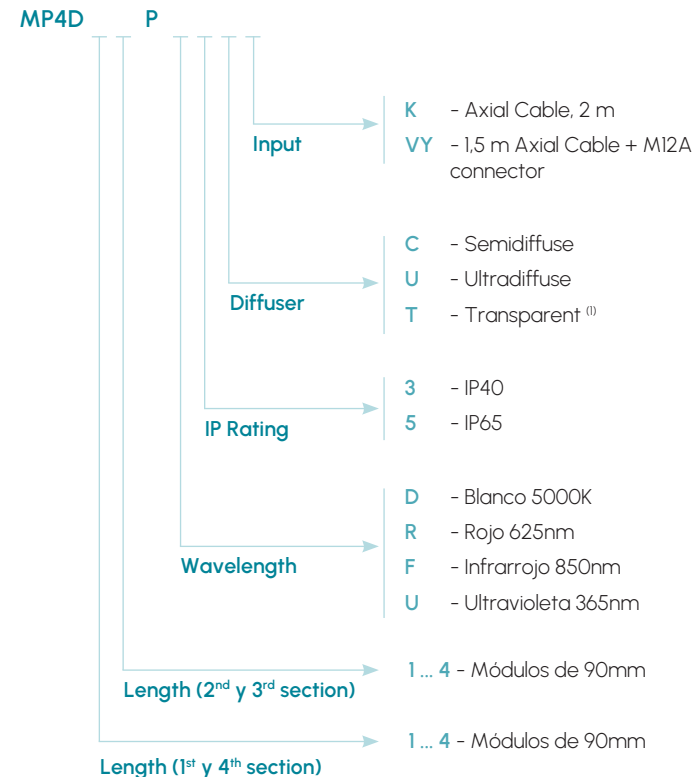 MP4D P
K - Axial Cable, 2 m
VY - 1,5 m Axial Cable + M12A
connector
Input
C - Semidiffuse
U - Ultradiffuse
T - Transparent (1)
Diffuser
3 - IP40
5 - IP65
IP Rating
D - Blanco 5000K
R - Rojo 625nm
F - Infrarrojo 850nm
U - Ultravioleta 365nm
Wavelength
1 ... 4 - Módulos de 90mm
Length (2nd y 3rd section)
1 ... 4 - Módulos de 90mm
Length (1st y 4th section)